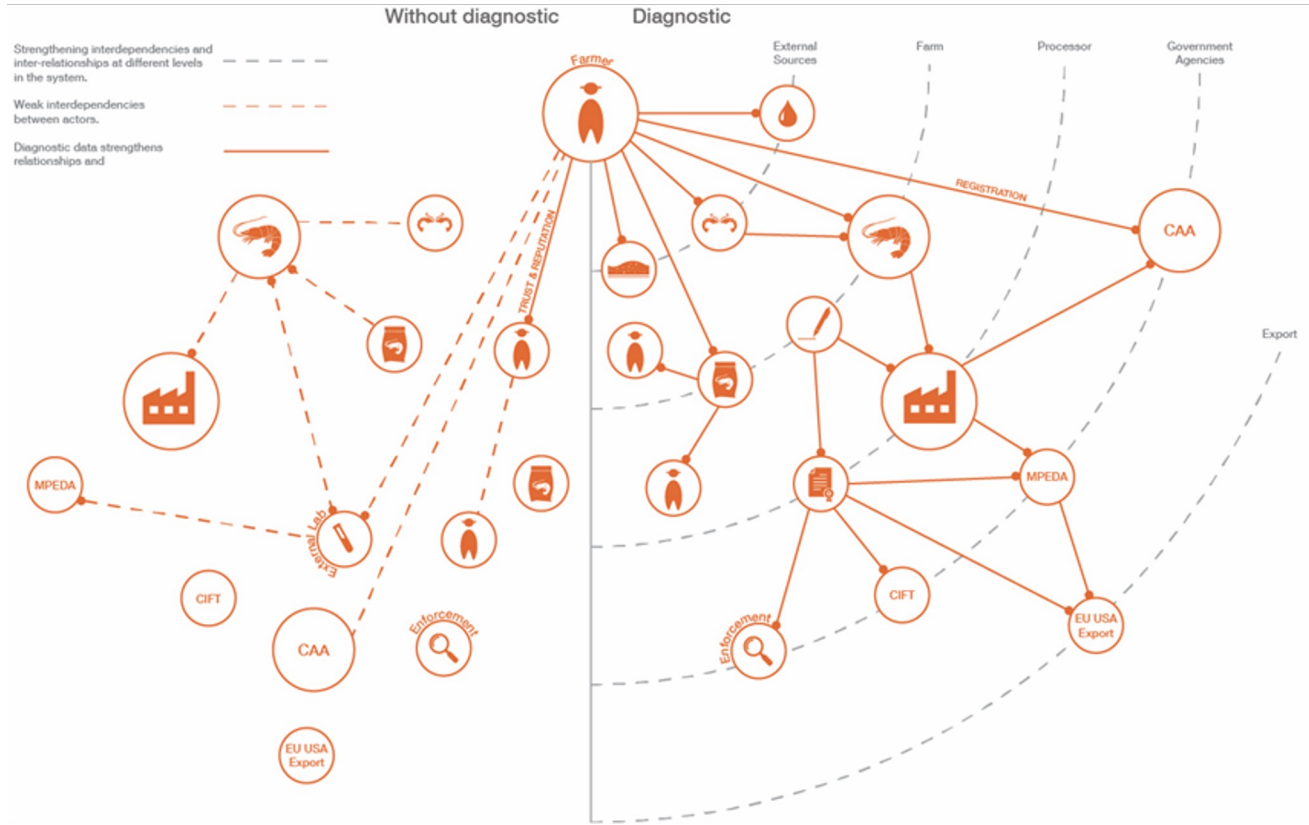 Without diagnostic
Diagnostic
Strengthening interdependencies and
inter-relationships at different levels
in the system.
Weak interdependencies
between actors.
Diagnostic data strengthens
relationships and
External
Sources
Farm
Processor
Government
Agencies
Export
Farmer
REGISTRATION
TRUST & REPUTATION
CAA
MPEDA
External Lab
CIFT
CAA
Enforcement
EU USA
Export
MPEDA
CIFT
Enforcement
EU USA
Export